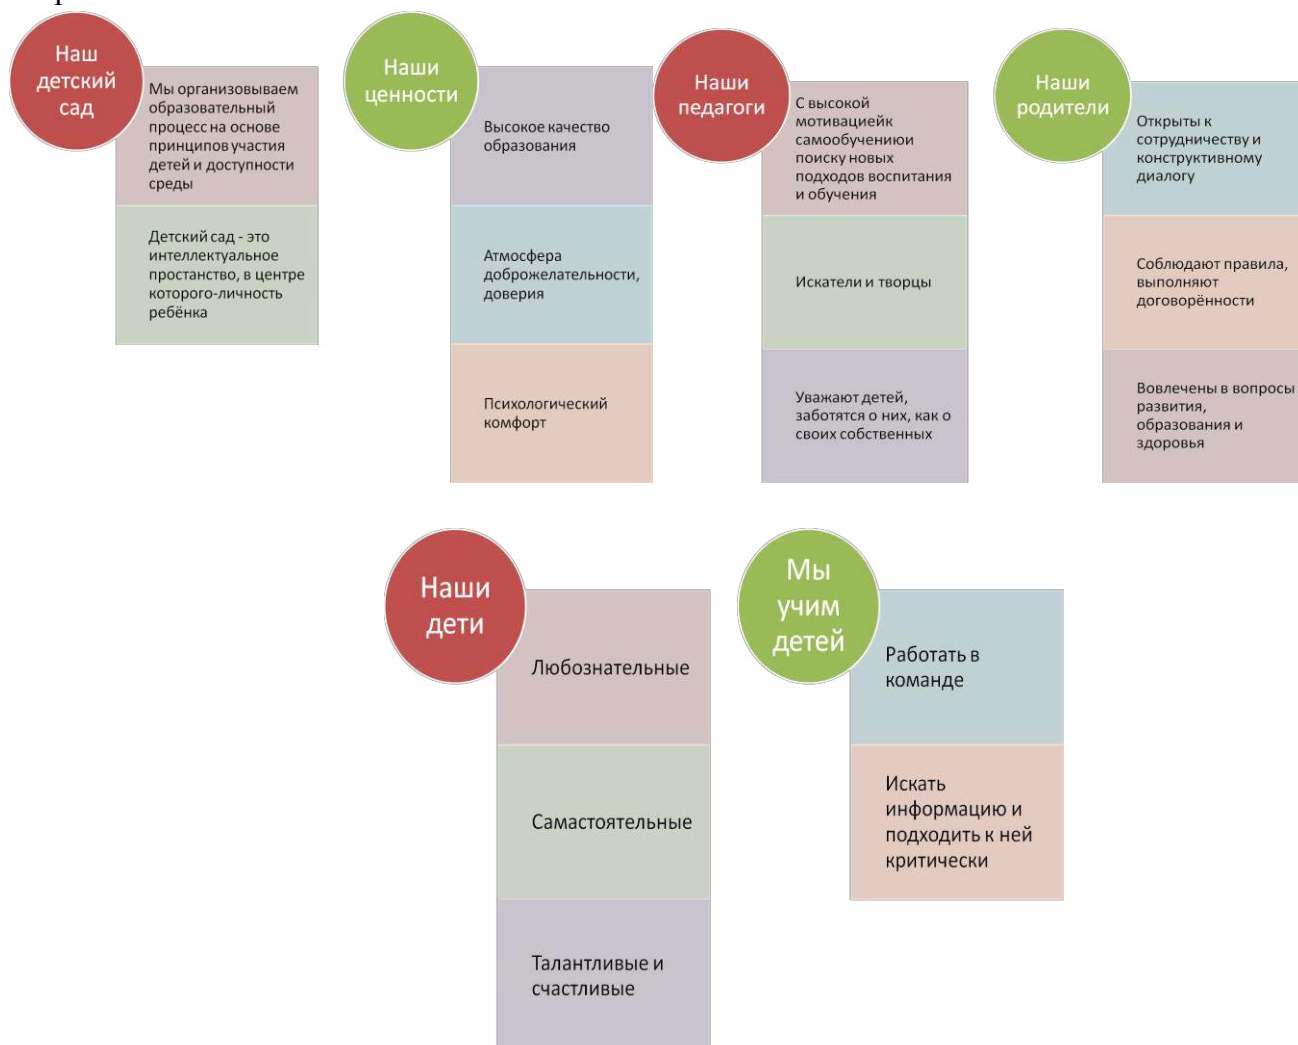 Наш
детский
сад
Мы организовываем
образовательный
процесс на основе
принципов участия
детей и доступности
среды
Детский сад - это
интеллектуальное
простанство, в центре
которого-личность
ребёнка
Наши
ценности
Высокое качество
образования
Атмосфера
доброжелательности,
доверия
Психологический
комфорт
Наши
педагоги
С высокой
мотивациейк
самообучениюи
поиску новых
подходов воспитания
и обучения
Искатели и творцы
Уважают детей,
заботятся о них, как о
своих собственных
Наши
родители
Открыты к
сотрудничеству и
конструктивному
диалогу
Соблюдают правила,
выполняют
договорённости
Вовлечены в вопросы
развития,
образования и
здоровья
Наши
дети
Любознательные
Самастоятельные
Талантливые и
счастливые
Мы
учим
детей
Работать в
команде
Искать
информацию и
подходить к ней
критически